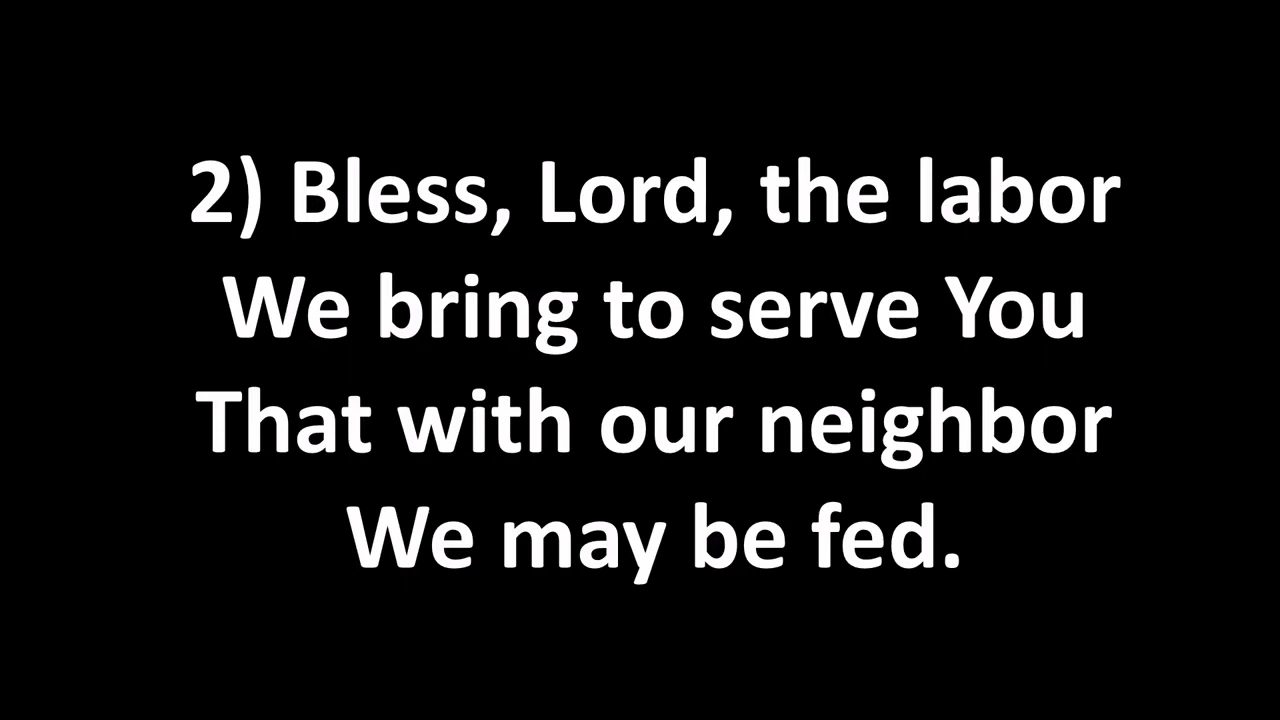 2) Bless, Lord, the labor
We bring to serve You
That with our neighbor
We may be fed.